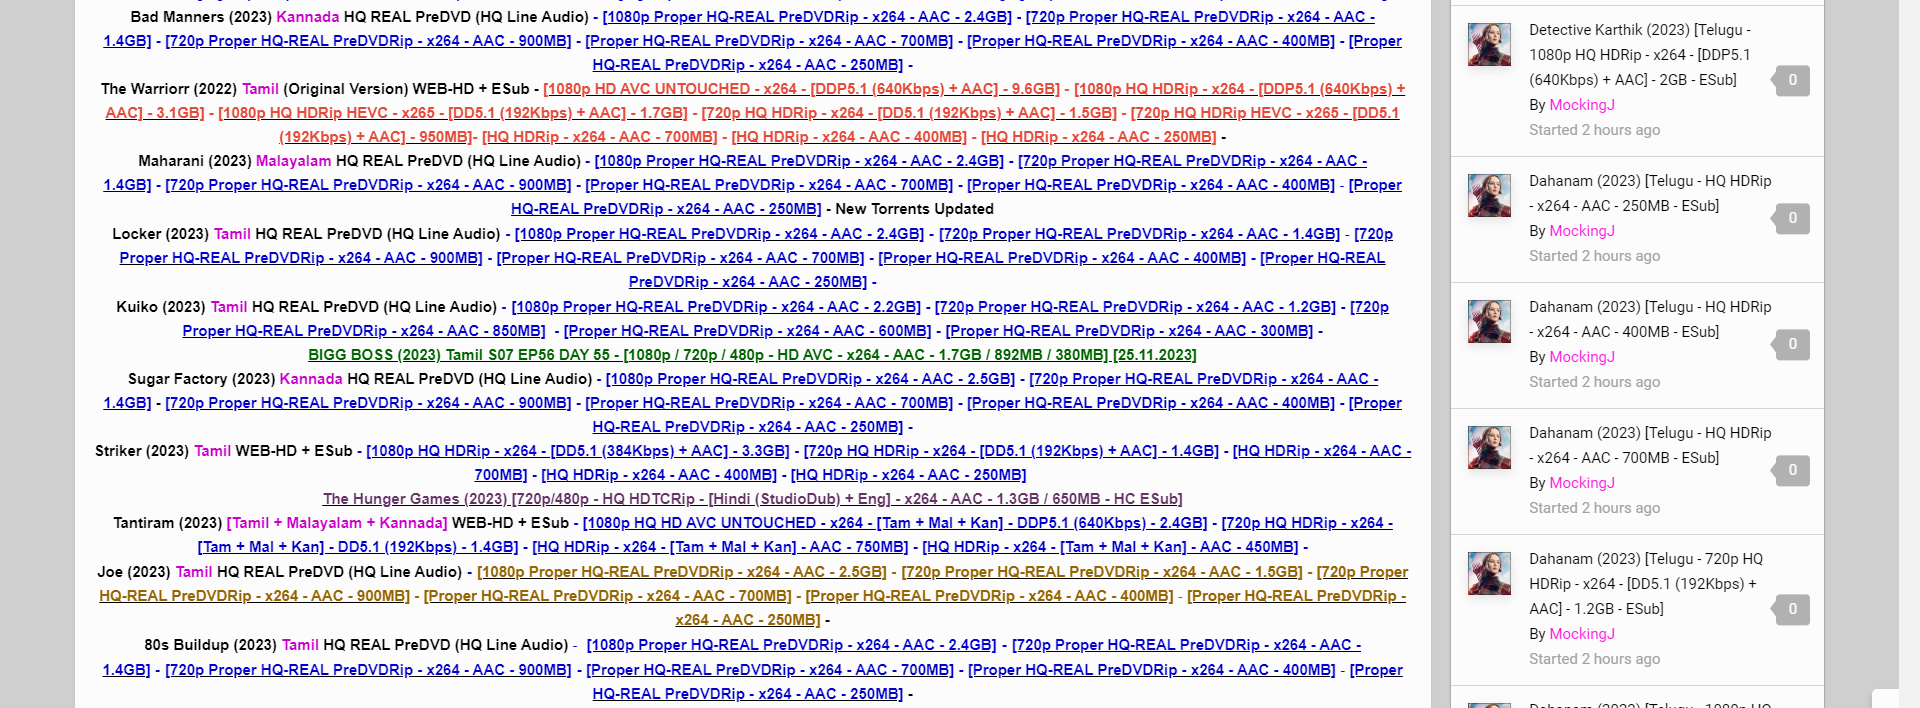 Bad Manners (2023) Kannada HQ REAL PreDVD (HQ Line Audio) - [1080p Proper HQ-REAL PreDVDRip - x264 - AAC - 2.4GB] - [720p Proper HQ-REAL PreDVDRip - x264 - AAC -
1.4GB] - [720p Proper HQ-REAL PreDVDRip - x264 - AAC - 900MB] - [Proper HQ-REAL PreDVDRip - x264 - AAC - 700MB] - [Proper HQ-REAL PreDVDRip - x264 - AAC - 400MB] - [Proper
HQ-REAL PreDVDRip - x264 - AAC - 250MB] -
The Warriorr (2022) Tamil (Original Version) WEB-HD + ESub - [1080p HD AVC UNTOUCHED - x264 - [DDP5.1 (640Kbps) + AAC] - 9.6GB] - [1080p HQ HDRip - x264 - [DDP5.1 (640Kbps) +
AAC] - 3.1GB] - [1080p HQ HDRip HEVC - x265 - [DD5.1 (192Kbps) + AAC] - 1.7GB] - [720p HQ HDRip - x264 - [DD5.1 (192Kbps) + AAC] - 1.5GB] - [720p HQ HDRip HEVC - x265 - [DD5.1
(192Kbps) + AAC] - 950MB]- [HQ HDRip - x264 - AAC - 700MB] - [HQ HDRip - x264 - AAC - 400MB] - [HQ HDRip - x264 - AAC - 250MB] -
Maharani (2023) Malayalam HQ REAL PreDVD (HQ Line Audio) - [1080p Proper HQ-REAL PreDVDRip - x264 - AAC - 2.4GB] - [720p Proper HQ-REAL PreDVDRip - x264 - AAC -
1.4GB] - [720p Proper HQ-REAL PreDVDRip - x264 - AAC - 900MB] - [Proper HQ-REAL PreDVDRip - x264 - AAC - 700MB] - [Proper HQ-REAL PreDVDRip - x264 - AAC - 400MB] - [Proper
HQ-REAL PreDVDRip - x264 - AAC - 250MB] - New Torrents Updated
Locker (2023) Tamil HQ REAL PreDVD (HQ Line Audio) - [1080p Proper HQ-REAL PreDVDRip - x264 - AAC - 2.4GB] - [720p Proper HQ-REAL PreDVDRip - x264 - AAC - 1.4GB] - [720p
Proper HQ-REAL PreDVDRip - x264 - AAC - 900MB] - [Proper HQ-REAL PreDVDRip - x264 - AAC - 700MB] - [Proper HQ-REAL PreDVDRip - x264 - AAC - 400MB] - [Proper HQ-REAL
PreDVDRip - x264 - AAC - 250MB] -
Kuiko (2023) Tamil HQ REAL PreDVD (HQ Line Audio) - [1080p Proper HQ-REAL PreDVDRip - x264 - AAC - 2.2GB] - [720p Proper HQ-REAL PreDVDRip - x264 - AAC - 1.2GB] - [720p
Proper HQ-REAL PreDVDRip - x264 - AAC - 850MB] - [Proper HQ-REAL PreDVDRip - x264 - AAC - 600MB] - [Proper HQ-REAL PreDVDRip - x264 - AAC - 300MB] -
BIGG BOSS (2023) Tamil S07 EP56 DAY 55 - [1080p / 720p / 480p - HD AVC - x264 - AAC - 1.7GB / 892MB / 380MB] [25.11.2023]
Sugar Factory (2023) Kannada HQ REAL PreDVD (HQ Line Audio) - [1080p Proper HQ-REAL PreDVDRip - x264 - AAC - 2.5GB] - [720p Proper HQ-REAL PreDVDRip - x264 - AAC -
1.4GB] - [720p Proper HQ-REAL PreDVDRip - x264 - AAC - 900MB] - [Proper HQ-REAL PreDVDRip - x264 - AAC - 700MB] - [Proper HQ-REAL PreDVDRip - x264 - AAC - 400MB] - [Proper
HQ-REAL PreDVDRip - x264 - AAC - 250MB] -
Striker (2023) Tamil WEB-HD + ESub - [1080p HQ HDRip - x264 - [DD5.1 (384Kbps) + AAC] - 3.3GB] - [720p HQ HDRip - x264 - [DD5.1 (192Kbps) + AAC] - 1.4GB] - [HQ HDRip - x264 - AAC -
700MB] - [HQ HDRip - x264 - AAC - 400MB] - [HQ HDRip - x264 - AAC - 250MB]
The Hunger Games (2023) [720p/480p - HQ HDTCRip - [Hindi (StudioDub) + Eng] - x264 - AAC - 1.3GB / 650MB - HC ESub]
Tantiram (2023) [Tamil + Malayalam + Kannada] WEB-HD + ESub - [1080p HQ HD AVC UNTOUCHED - x264 - [Tam + Mal + Kan] - DDP5.1 (640Kbps) - 2.4GB] - [720p HQ HDRip - x264 -
[Tam + Mal + Kan] - DD5.1 (192Kbps) - 1.4GB] - [HQ HDRip - x264 - [Tam + Mal + Kan] - AAC - 750MB] - [HQ HDRip - x264 - [Tam + Mal + Kan] - AAC - 450MB] -
Joe (2023) Tamil HQ REAL PreDVD (HQ Line Audio) - [1080p Proper HQ-REAL PreDVDRip - x264 - AAC - 2.5GB] - [720p Proper HQ-REAL PreDVDRip - x264 - AAC - 1.5GB] - [720p Proper
HQ-REAL PreDVDRip - x264 - AAC - 900MB] - [Proper HQ-REAL PreDVDRip - x264 - AAC - 700MB] - [Proper HQ-REAL PreDVDRip - x264 - AAC - 400MB] - [Proper HQ-REAL PreDVDRip -
x264 - AAC - 250MB] -
80s Buildup (2023) Tamil HQ REAL PreDVD (HQ Line Audio) - [1080p Proper HQ-REAL PreDVDRip - x264 - AAC - 2.4GB] - [720p Proper HQ-REAL PreDVDRip - x264 - AAC -
1.4GB] - [720p Proper HQ-REAL PreDVDRip - x264 - AAC - 900MB] - [Proper HQ-REAL PreDVDRip - x264 - AAC - 700MB] - [Proper HQ-REAL PreDVDRip - x264 - AAC - 400MB] - [Proper
HQ-REAL PreDVDRip - x264 - AAC - 250MB] -
Detective Karthik (2023) [Telugu -
1080p HQ HDRip - x264 - [DDP5.1
(640Kbps) + AAC] - 2GB - ESub]
0
By MockingJ
Started 2 hours ago
Dahanam (2023) [Telugu - HQ HDRip
- x264 - AAC - 250MB - ESub]
0
By MockingJ
Started 2 hours ago
Dahanam (2023) [Telugu - HQ HDRip
- x264 - AAC - 400MB - ESub]
0
By MockingJ
Started 2 hours ago
Dahanam (2023) [Telugu - HQ HDRip
- x264 - AAC - 700MB - ESub]
0
By MockingJ
Started 2 hours ago
Dahanam (2023) [Telugu - 720p HQ
HDRip - x264 - [DD5.1 (192Kbps) +
AAC] - 1.2GB - ESub]
0
By MockingJ
Started 2 hours ago
Dahanam (2023) [Telugu - 1080p HQ